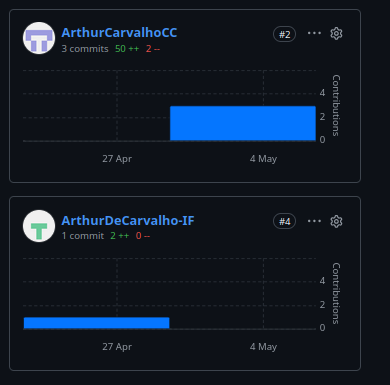 ArthurCarvalhoCC
#2
3 commits 50 ++ 2 --
4
2
0
Contributions
27 Apr 4 May
ArthurDeCarvalho-IF
#4
1 commit 2 ++ 0 --
4
2
0
Contributions
27 Apr 4 May